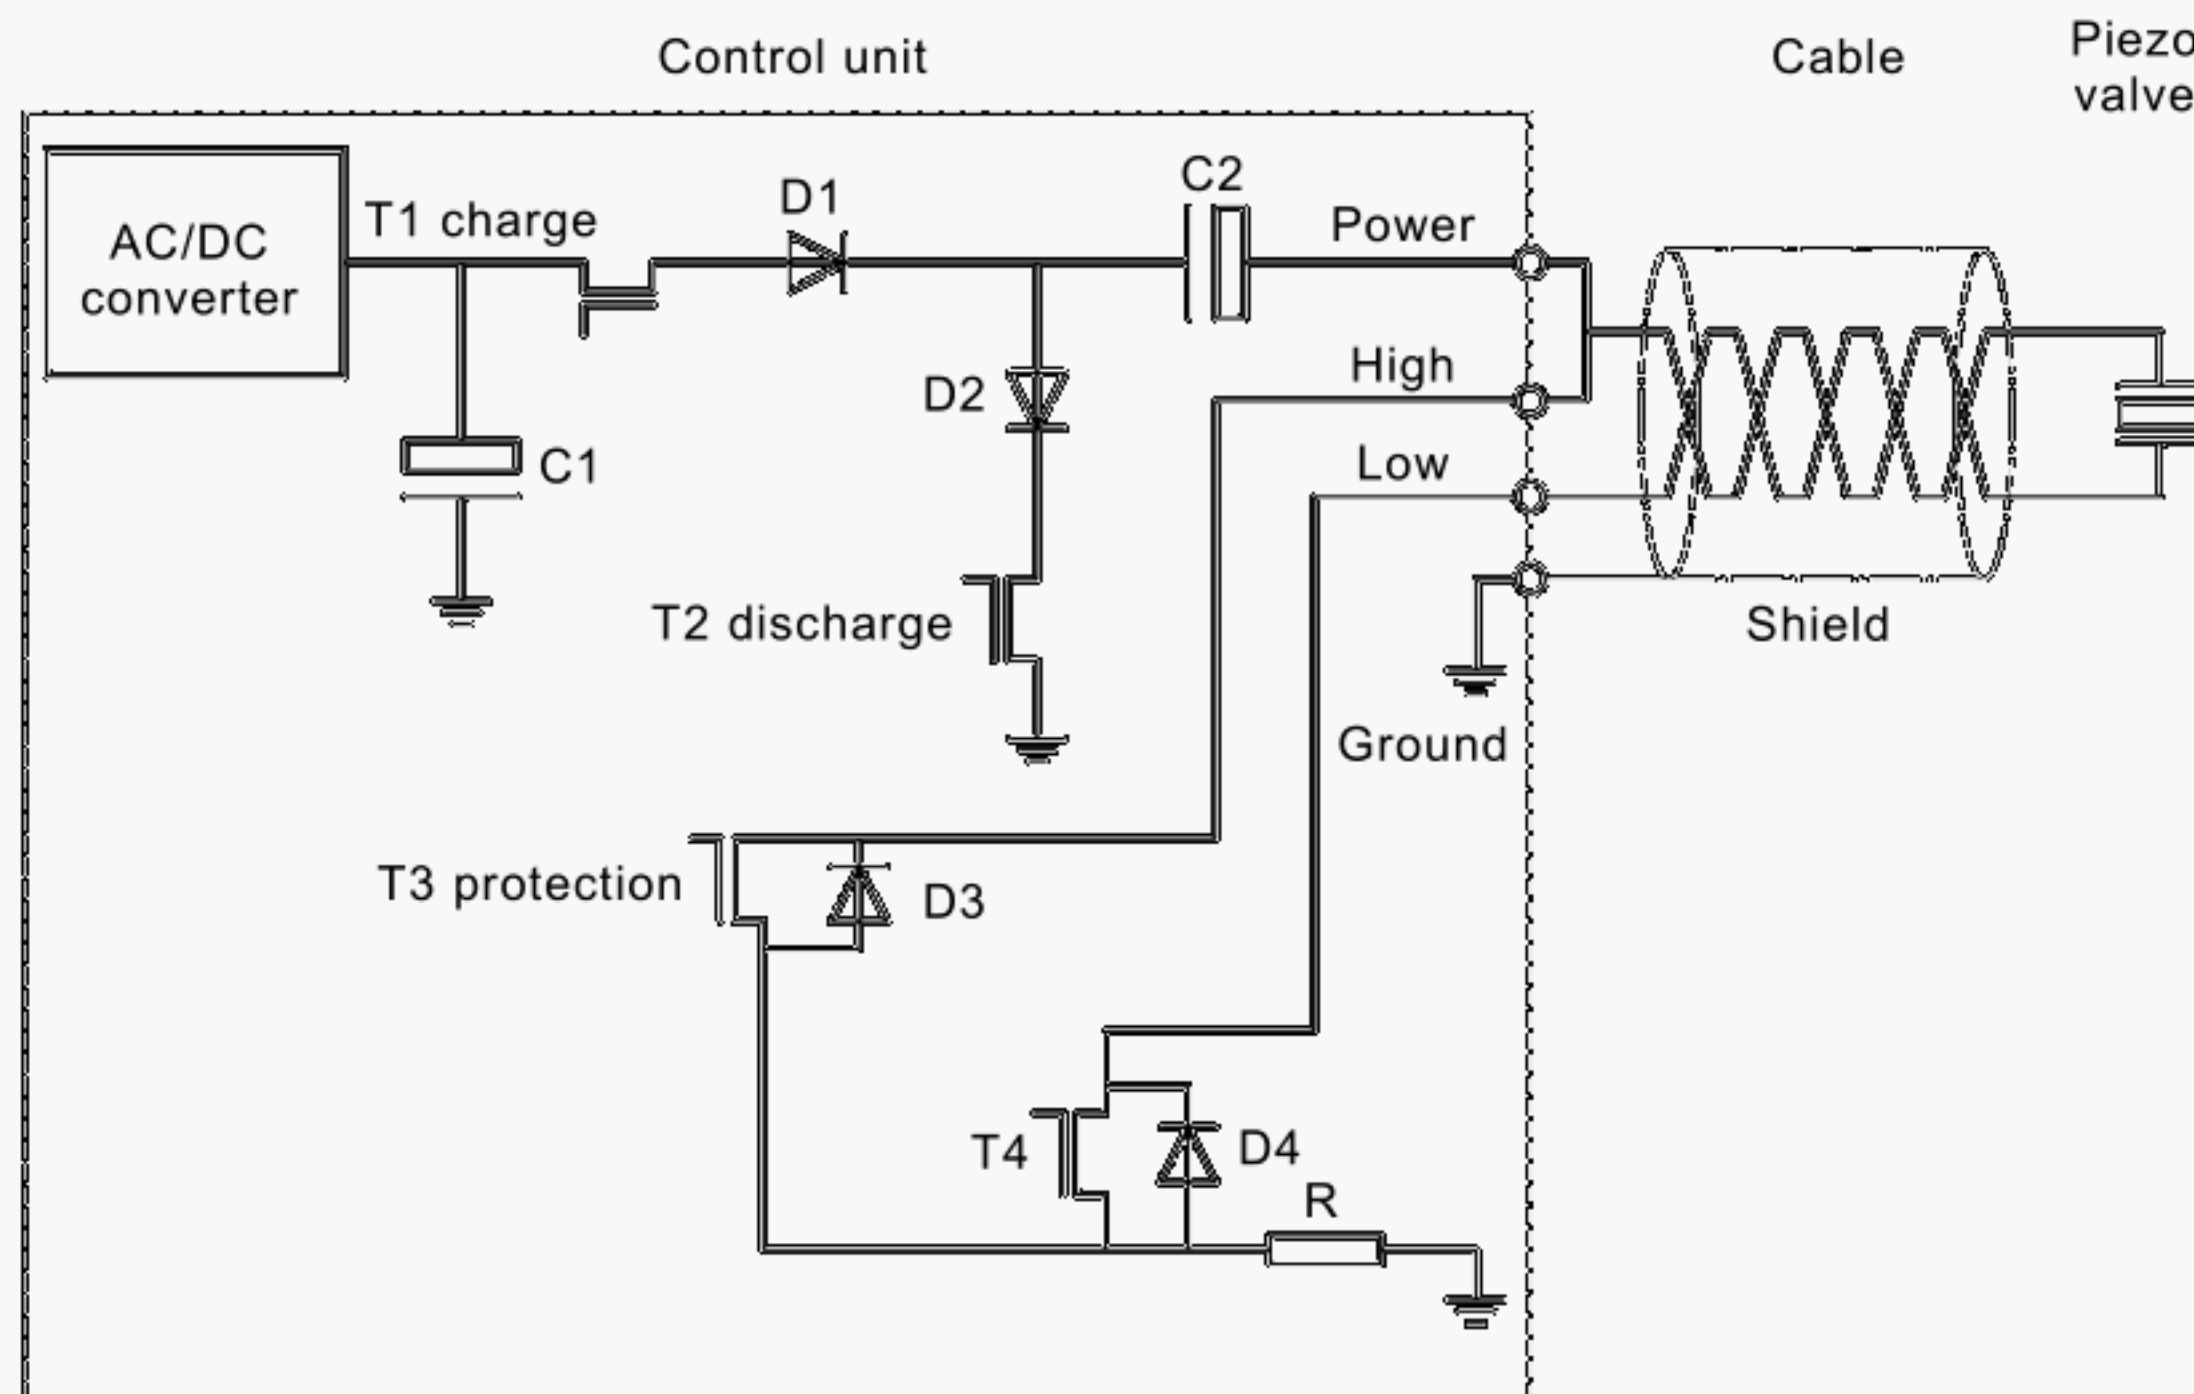 Control unit
Cable
Piezo
valve
AC/DC
converter
T1 charge
D1
C2
Power
High
D2
C1
Low
T2 discharge
Shield
Ground
T3 protection
D3
T4
D4
R